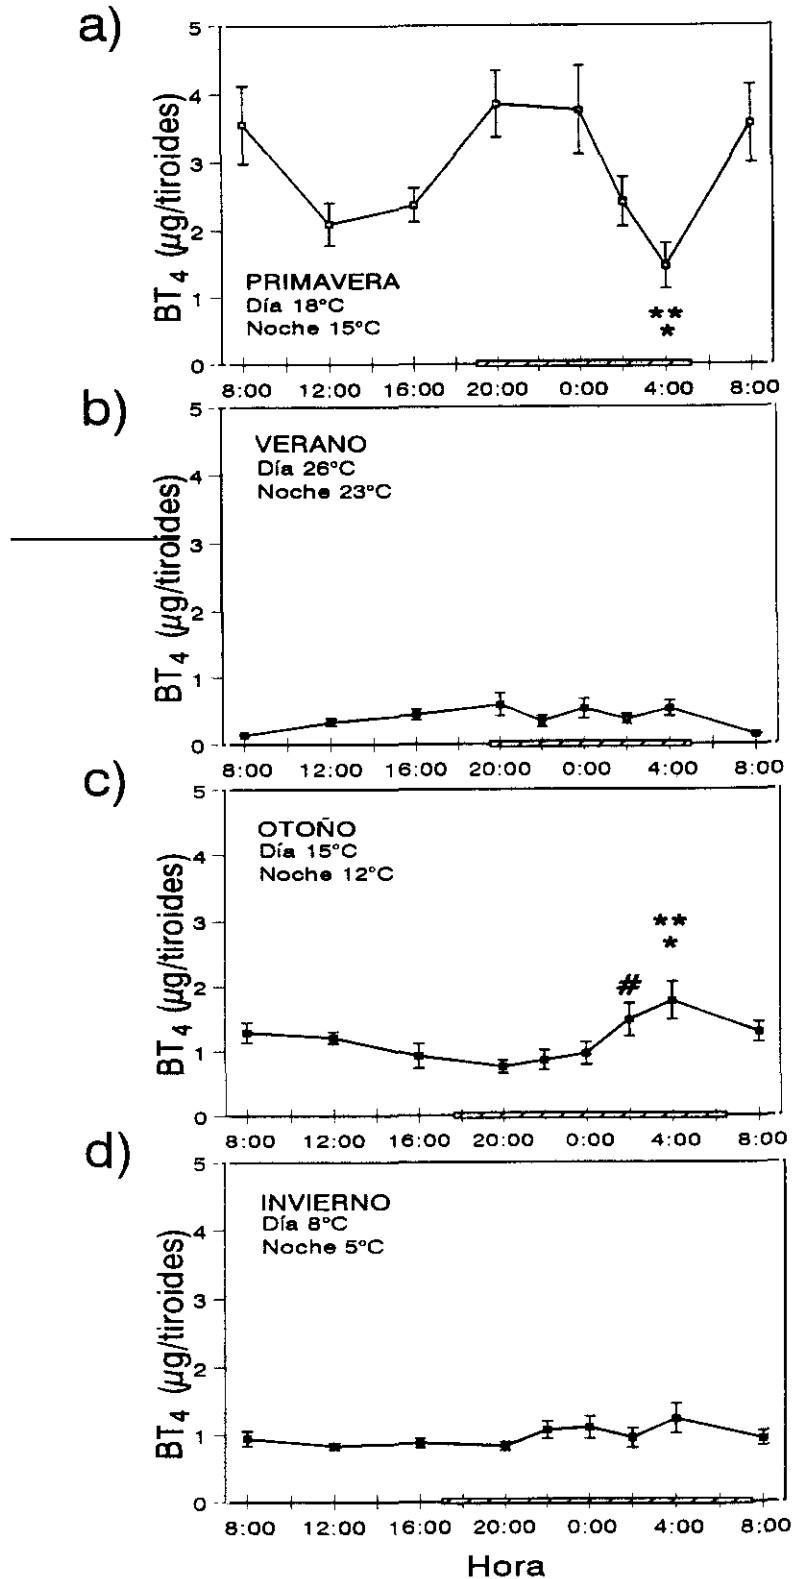 a)
BT4 (µg/tiroides)
5
4
3
2
1
0
PRIMAVERA
Día 18°C
Noche 15°C
**
*
8:00 12:00 16:00 20:00 0:00 4:00 8:00
b)
BT4 (µg/tiroides)
5
4
3
2
1
0
VERANO
Día 26°C
Noche 23°C
8:00 12:00 16:00 20:00 0:00 4:00 8:00
c)
BT4 (µg/tiroides)
5
4
3
2
1
0
OTOÑO
Día 15°C
Noche 12°C
**
*
#
8:00 12:00 16:00 20:00 0:00 4:00 8:00
d)
BT4 (µg/tiroides)
5
4
3
2
1
0
INVIERNO
Día 8°C
Noche 5°C
8:00 12:00 16:00 20:00 0:00 4:00 8:00
Hora